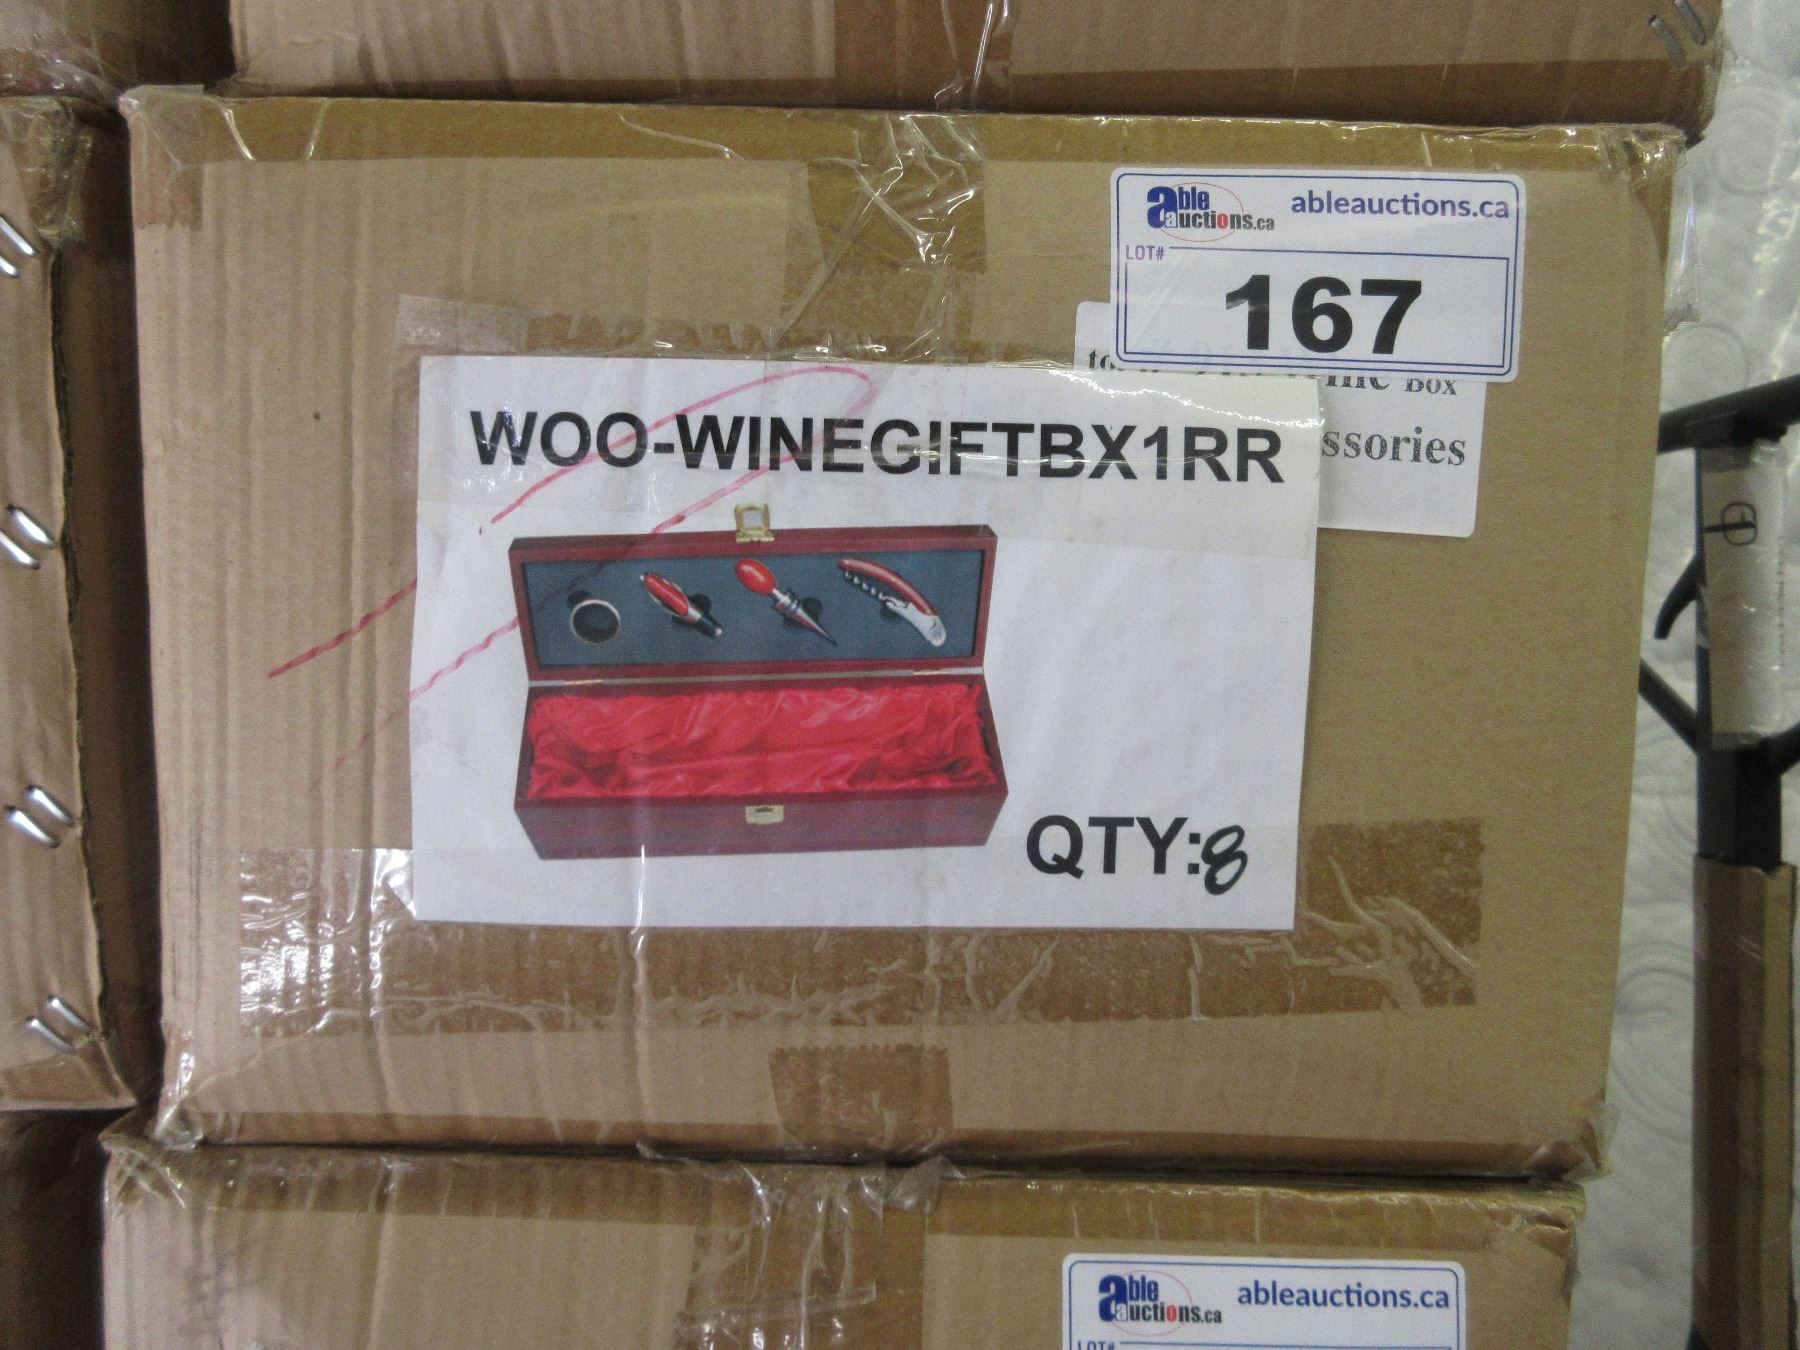 able auctions.ca ableauctions.ca
LOT#
167
Box
WOO-WINEGIFTBX1RR
ssories
QTY:8
able auctions.ca ableauctions.ca
LOT#